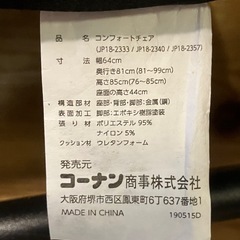 品　名 コンフォートチェア
(JP18-2333 / JP18-2340 / JP18-2357)
寸　法 幅64cm
奥行き81cm (81~99cm)
高さ85cm (76~85cm)
座面の高さ44cm
構造部材 座部・背部・脚部:金属(鋼)
表面加工 脚部:エポキシ樹脂塗装
張り材 ポリエステル 95%
ナイロン 5%
クッション材 ウレタンフォーム
発売元
コーナン商事株式会社
大阪府堺市西区鳳東町6丁637番地1
MADE IN CHINA 190515D